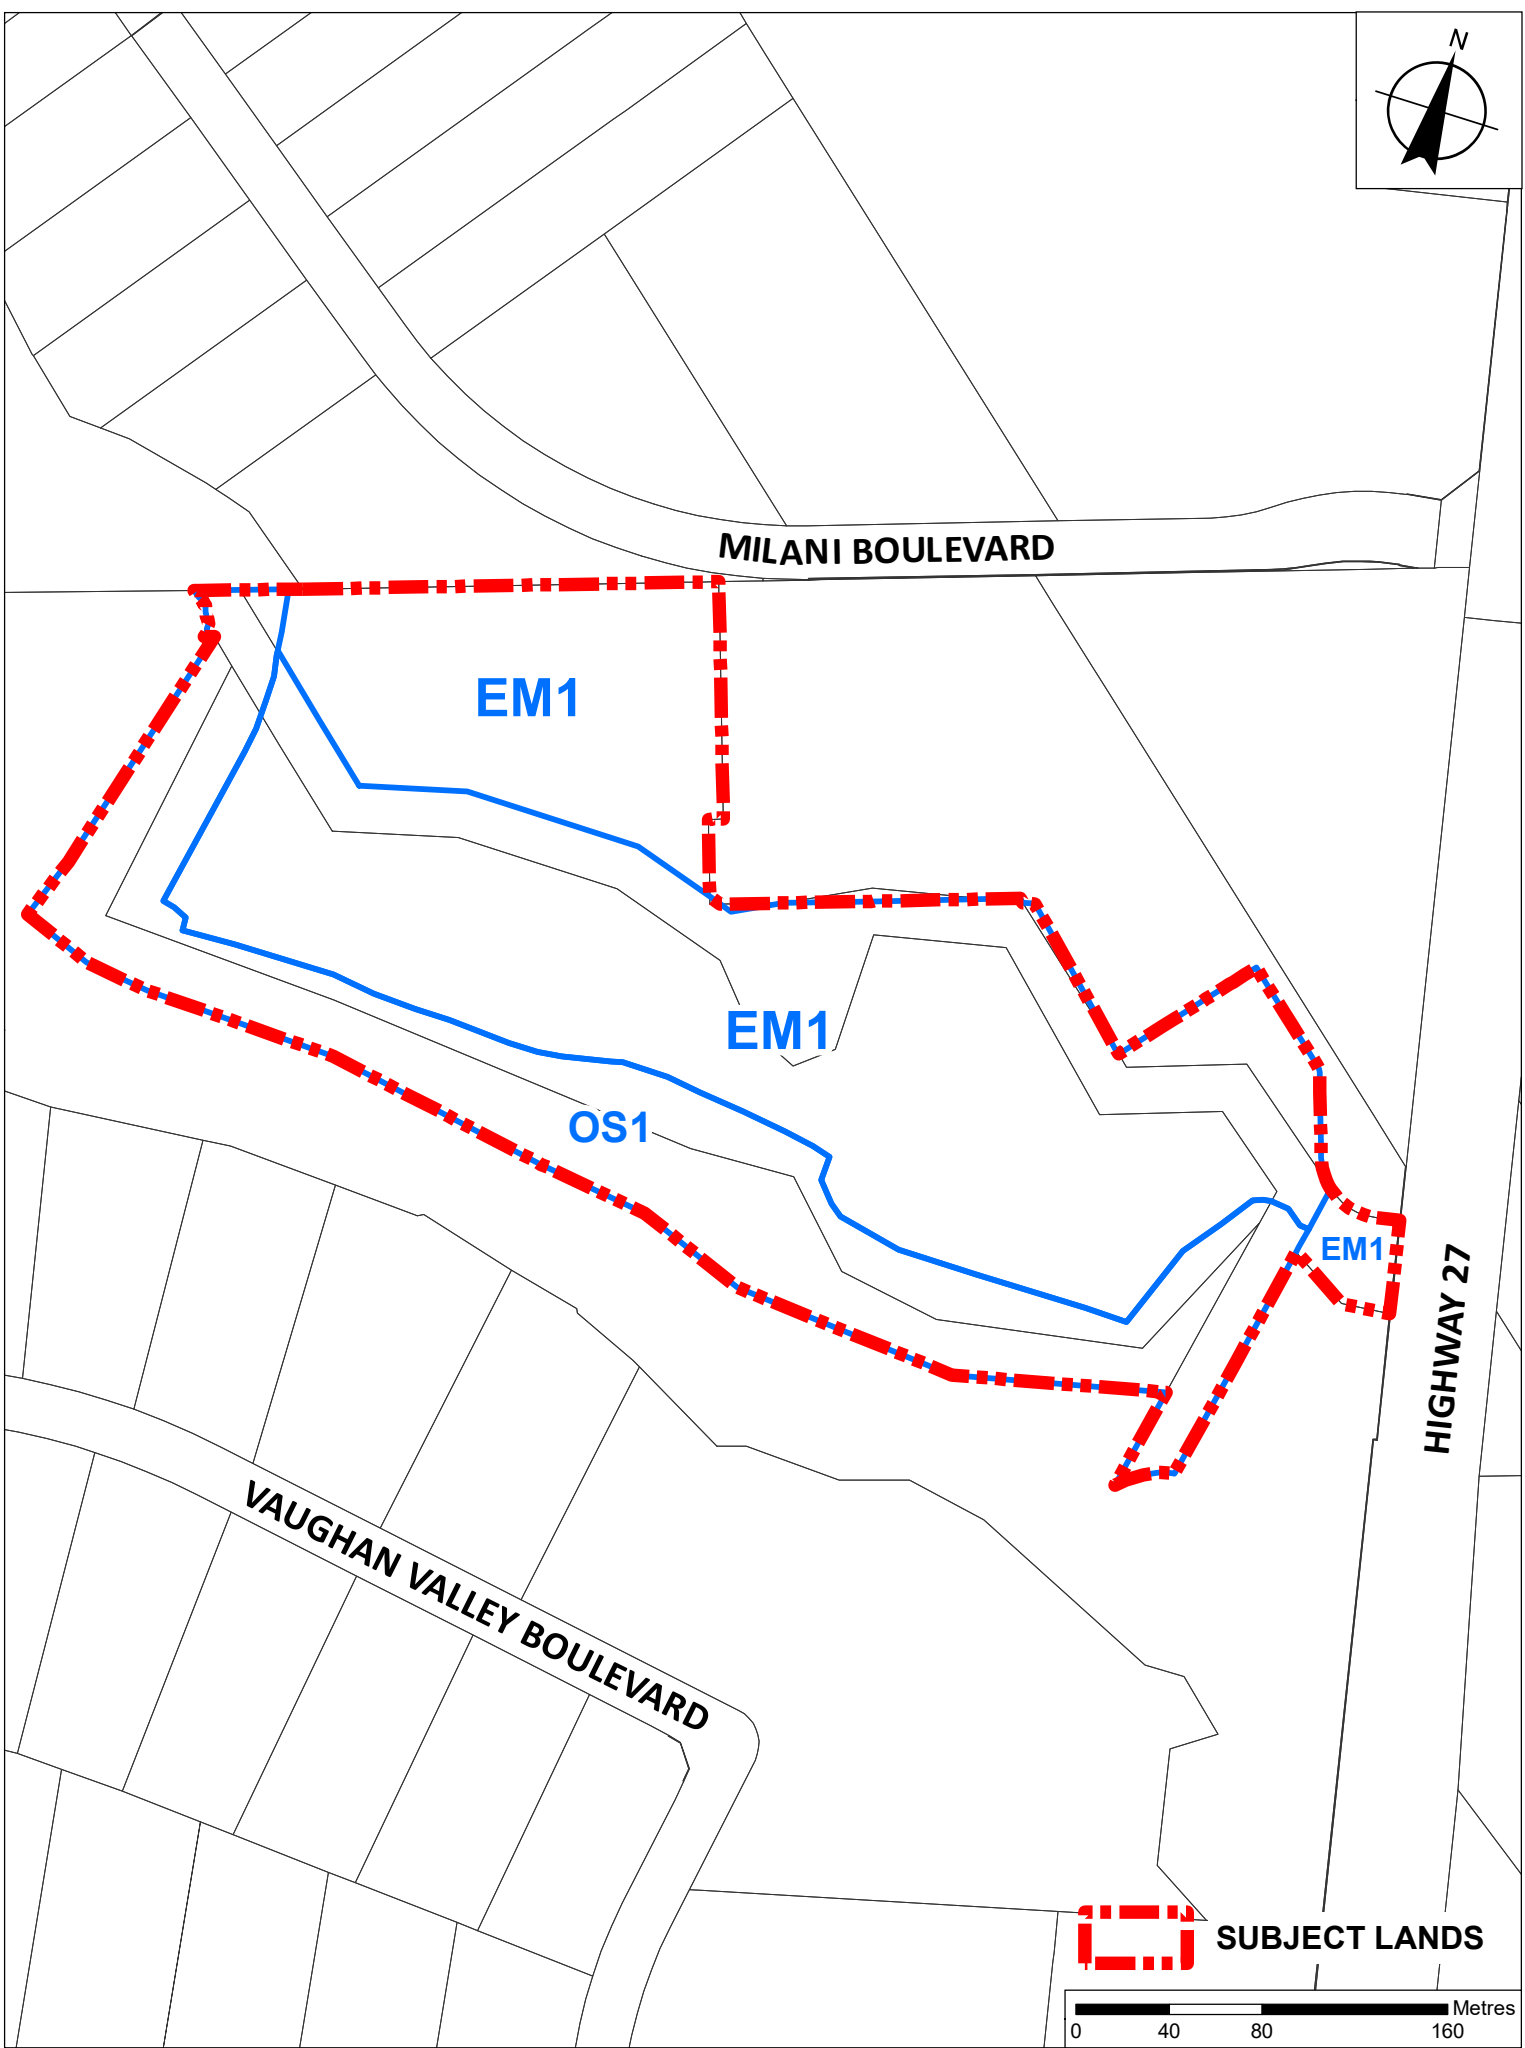 N
MILANI BOULEVARD
EM1
EM1
OS1
EM1
HIGHWAY 27
VAUGHAN VALLEY BOULEVARD
SUBJECT LANDS
Metres
0 40 80 160